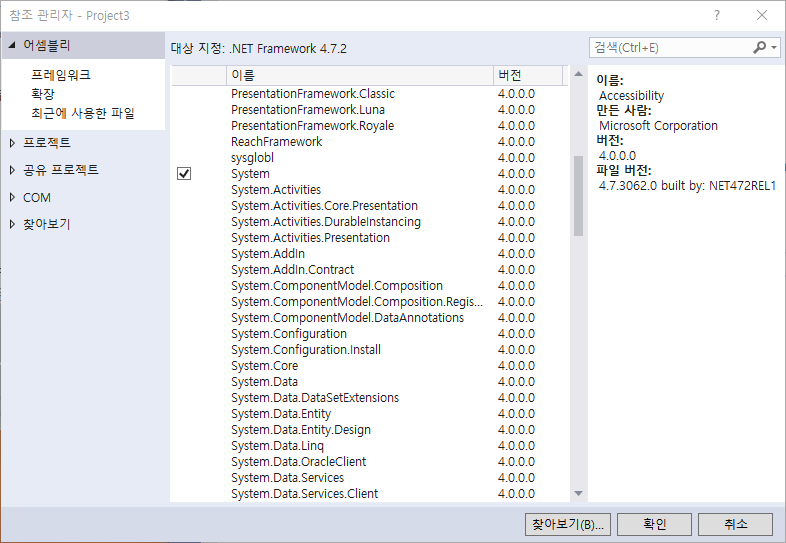 참조 관리자 - Project3
어셈블리
프레임워크
확장
최근에 사용한 파일
프로젝트
공유 프로젝트
COM
찾아보기
대상 지정: .NET Framework 4.7.2
이름 버전
PresentationFramework.Classic 4.0.0.0
PresentationFramework.Luna 4.0.0.0
PresentationFramework.Royale 4.0.0.0
ReachFramework 4.0.0.0
sysglobl 4.0.0.0
System 4.0.0.0
System.Activities 4.0.0.0
System.Activities.Core.Presentation 4.0.0.0
System.Activities.DurableInstancing 4.0.0.0
System.Activities.Presentation 4.0.0.0
System.AddIn 4.0.0.0
System.AddIn.Contract 4.0.0.0
System.ComponentModel.Composition 4.0.0.0
System.ComponentModel.Composition.Regis... 4.0.0.0
System.ComponentModel.DataAnnotations 4.0.0.0
System.Configuration 4.0.0.0
System.Configuration.Install 4.0.0.0
System.Core 4.0.0.0
System.Data 4.0.0.0
System.Data.DataSetExtensions 4.0.0.0
System.Data.Entity 4.0.0.0
System.Data.Entity.Design 4.0.0.0
System.Data.Linq 4.0.0.0
System.Data.OracleClient 4.0.0.0
System.Data.Services 4.0.0.0
System.Data.Services.Client 4.0.0.0
검색(Ctrl+E)
이름:
Accessibility
만든 사람:
Microsoft Corporation
버전:
4.0.0.0
파일 버전:
4.7.3062.0 built by: NET472REL1
찾아보기(B)... 확인 취소